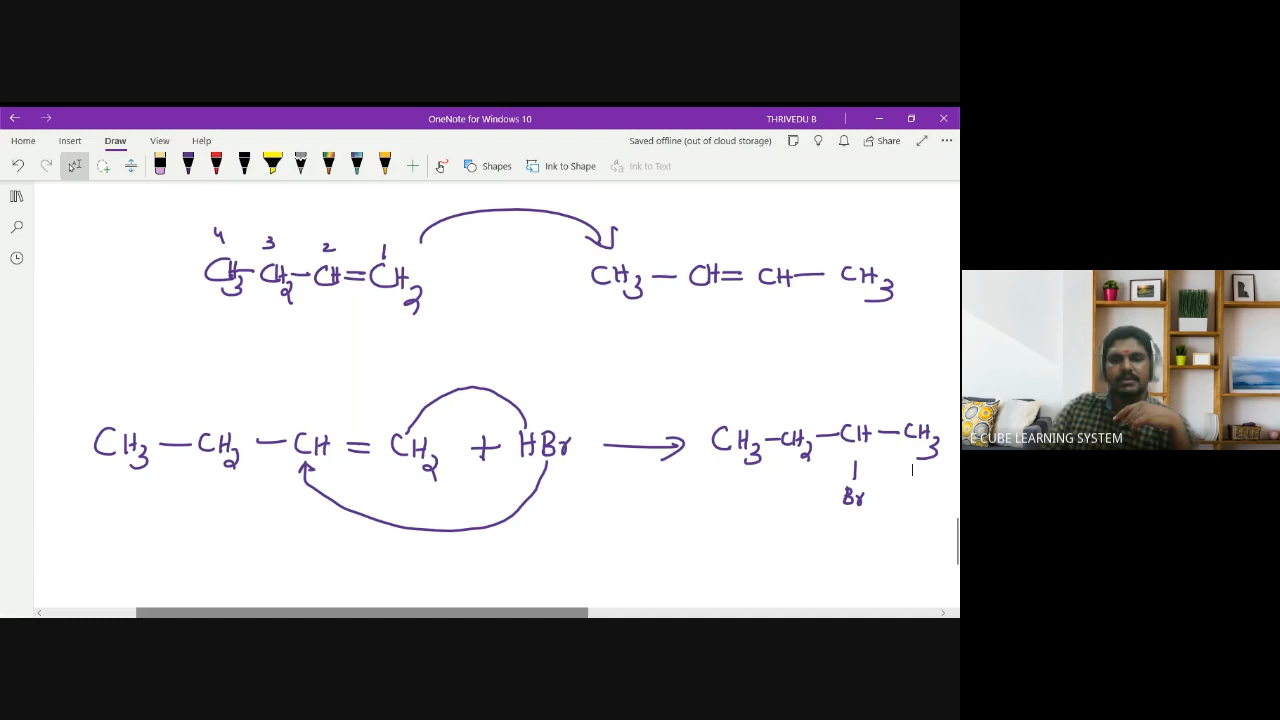 OneNote for Windows 10
THRIVEDU B
Home Insert Draw View Help
Saved offline (out of cloud storage)
Share
Shapes
Ink to Shape
Ink to Text
4 3 2 1
CH3-CH2-CH=CH2
CH3-CH=CH-CH3
CH3-CH2-CH=CH2+HBr→CH3-CH2-CH-CH3
Br
C CUBE LEARNING SYSTEM